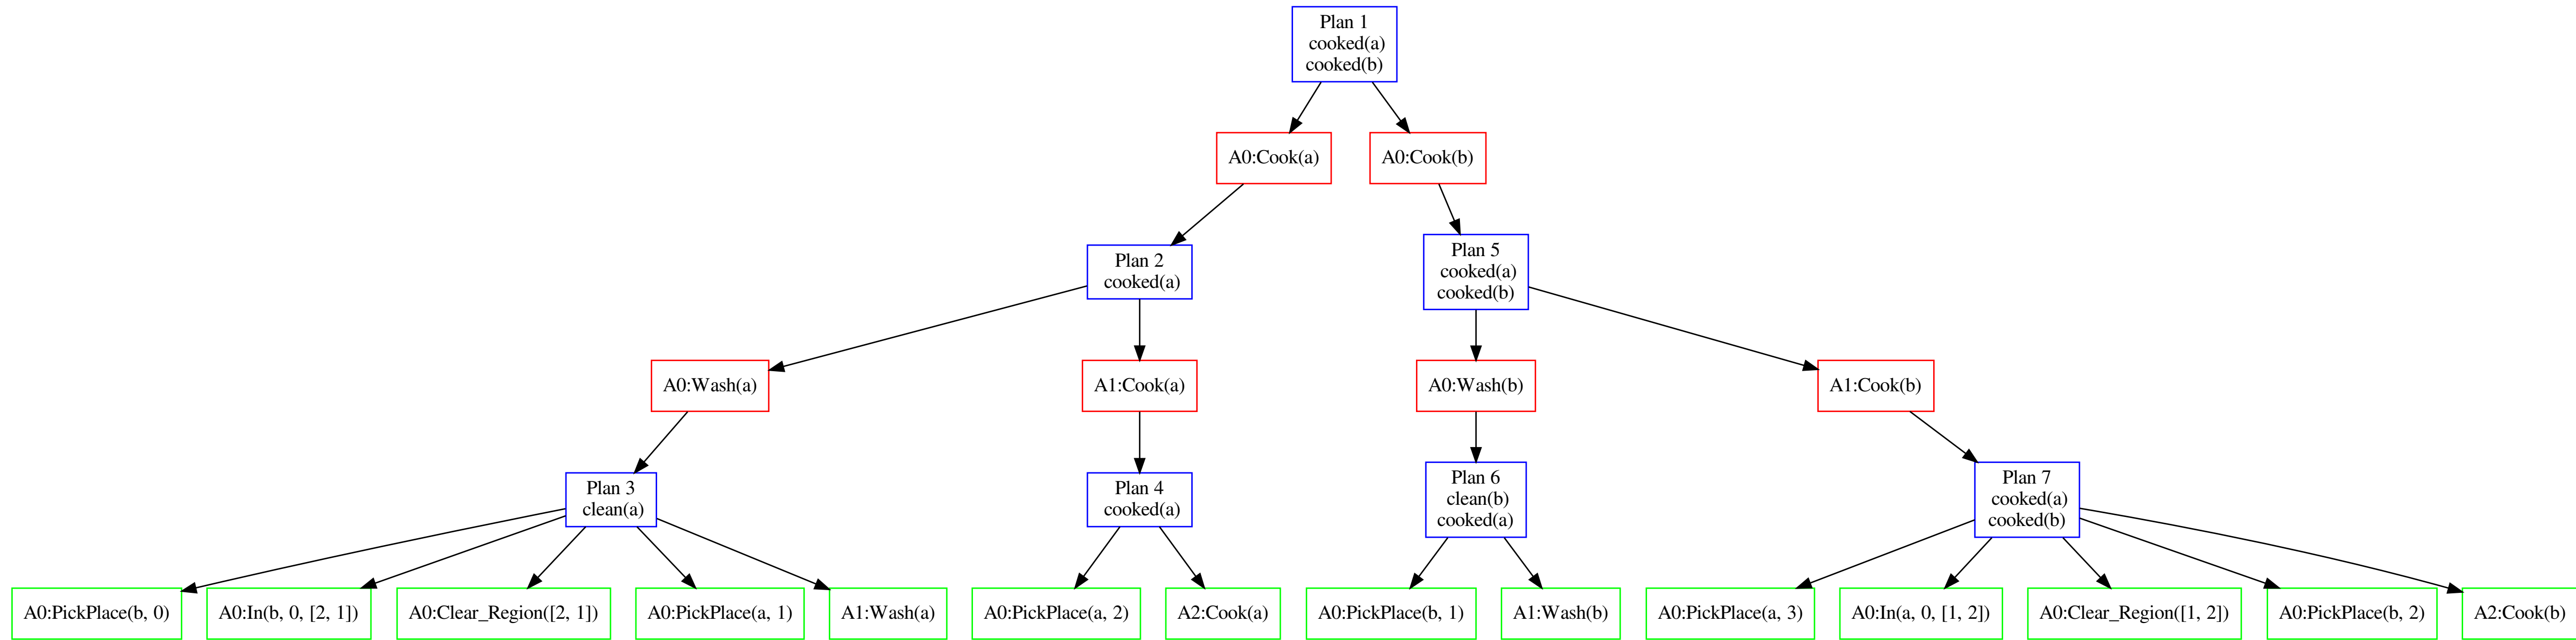 Plan 1
cooked(a)
cooked(b)
A0:Cook(a)
A0:Cook(b)
Plan 2
cooked(a)
Plan 5
cooked(a)
cooked(b)
A0:Wash(a)
A1:Cook(a)
A0:Wash(b)
A1:Cook(b)
Plan 3
clean(a)
Plan 4
cooked(a)
Plan 6
clean(b)
cooked(a)
Plan 7
cooked(a)
cooked(b)
A0:PickPlace(b, 0)
A0:In(b, 0, [2, 1])
A0:Clear_Region([2, 1])
A0:PickPlace(a, 1)
A1:Wash(a)
A0:PickPlace(a, 2)
A2:Cook(a)
A0:PickPlace(b, 1)
A1:Wash(b)
A0:PickPlace(a, 3)
A0:In(a, 0, [1, 2])
A0:Clear_Region([1, 2])
A0:PickPlace(b, 2)
A2:Cook(b)